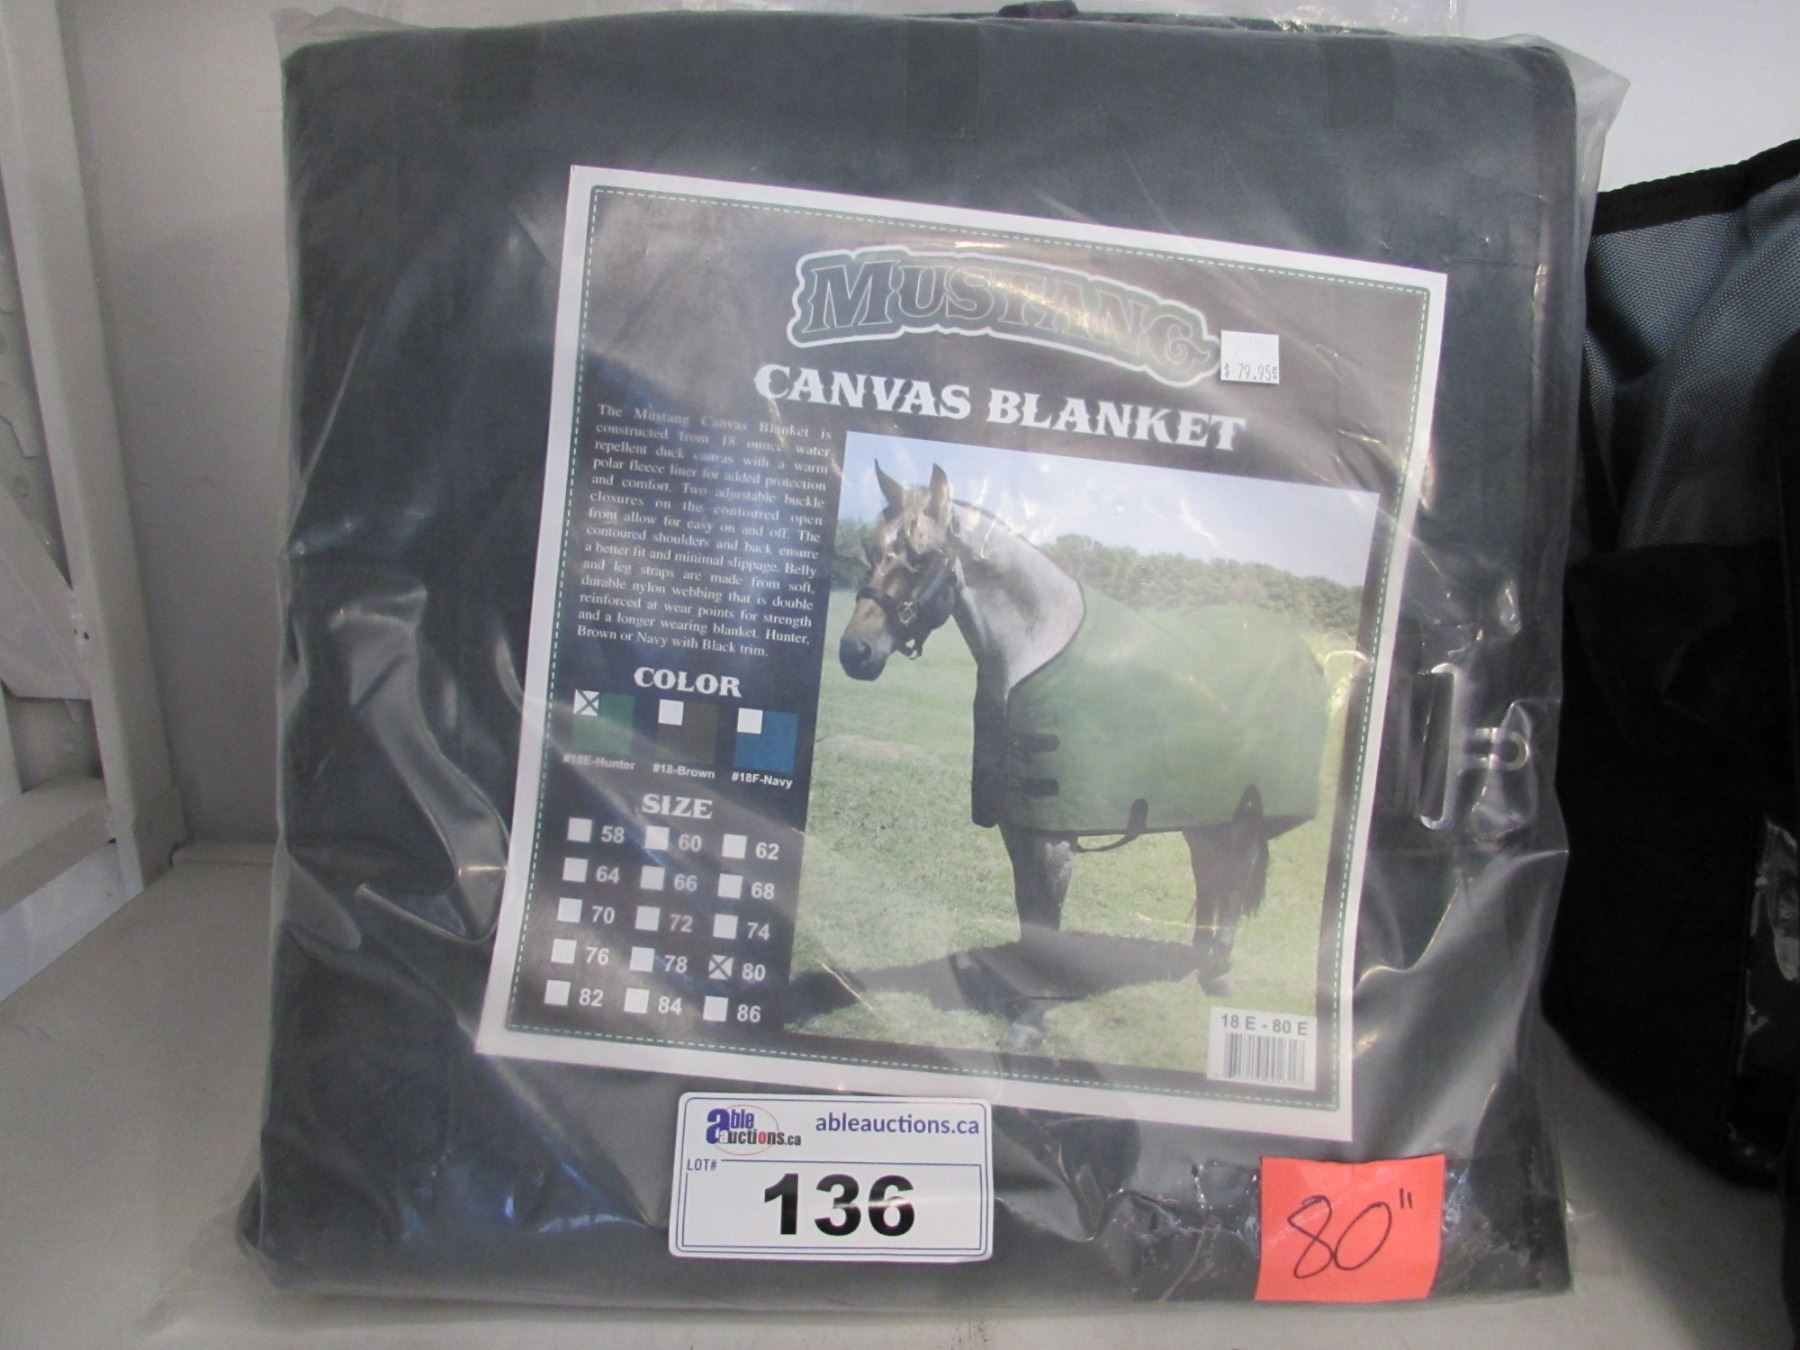 MUSTANG
$ 79.95
CANVAS BLANKET
The Mustang Canvas Blanket is
constructed from 18 ounce water
repellent duck canvas with a warm
polar fleece liner for added protection
and comfort. Two adjustable buckle
closures on the contoured open
front allow for easy on and off. The
contoured shoulders and back ensure
a better fit and minimal slippage. Belly
and leg straps are made from soft,
durable nylon webbing that is double
reinforced at wear points for strength
and a longer wearing blanket. Hunter,
Brown or Navy with Black trim.
COLOR
#18E-Hunter #18-Brown #18F-Navy
SIZE
58 60 62
64 66 68
70 72 74
76 78 80
82 84 86
18 E - 80 E
able auctions.ca
ableauctions.ca
LOT#
136
80"